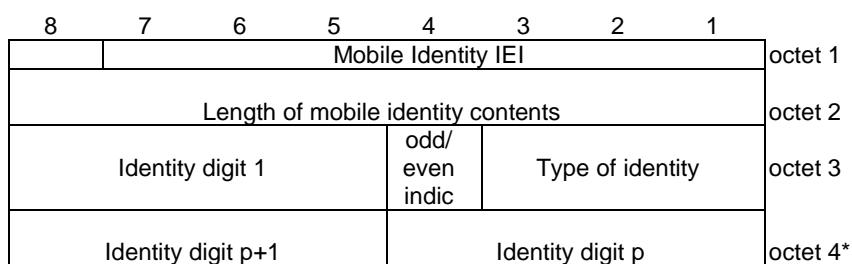 8 7 6 5 4 3 2 1
Mobile Identity IEI octet 1
Length of mobile identity contents octet 2
odd/
Identity digit 1 even Type of identity octet 3
indic
Identity digit p+1 Identity digit p octet 4*